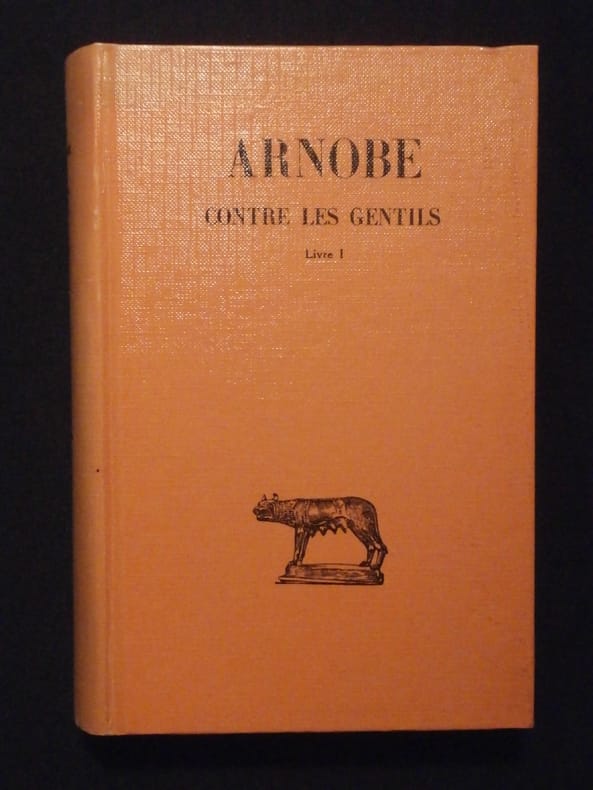 ARNOBE
CONTRE LES GENTILS
Livre I